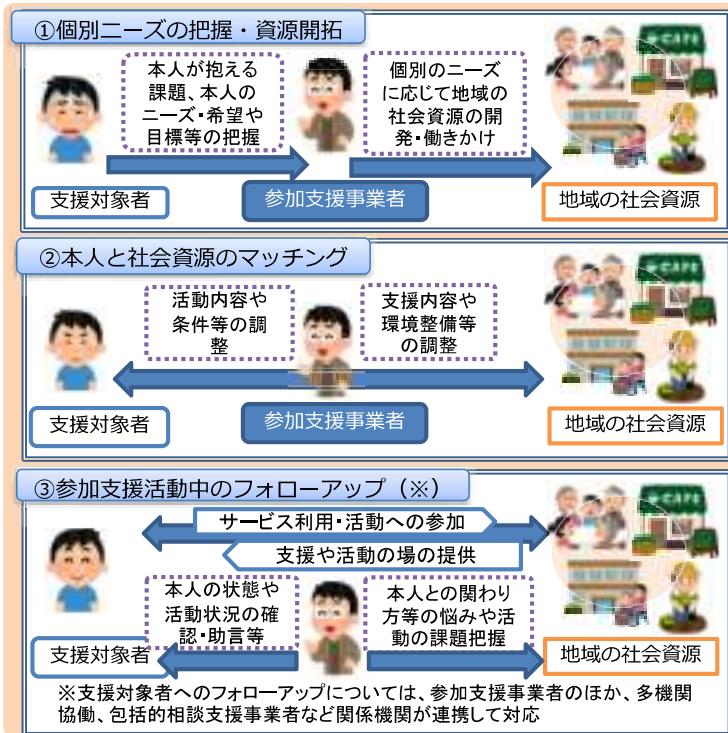 ①個別ニーズの把握・資源開拓
本人が抱える
課題、本人の
ニーズ・希望や
目標等の把握
個別のニーズ
に応じて地域の
社会資源の開
発・働きかけ
CAFE
支援対象者
参加支援事業者
地域の社会資源
②本人と社会資源のマッチング
活動内容や
条件等の調
整
支援内容や
環境整備等
の調整
CAFE
支援対象者
参加支援事業者
地域の社会資源
③参加支援活動中のフォローアップ（※）
サービス利用・活動への参加
支援や活動の場の提供
CAFE
本人の状態や
活動状況の確
認・助言等
本人との関わり
方等の悩みや活
動の課題把握
支援対象者
地域の社会資源
※支援対象者へのフォローアップについては、参加支援事業者のほか、多機関
協働、包括的相談支援事業者など関係機関が連携して対応